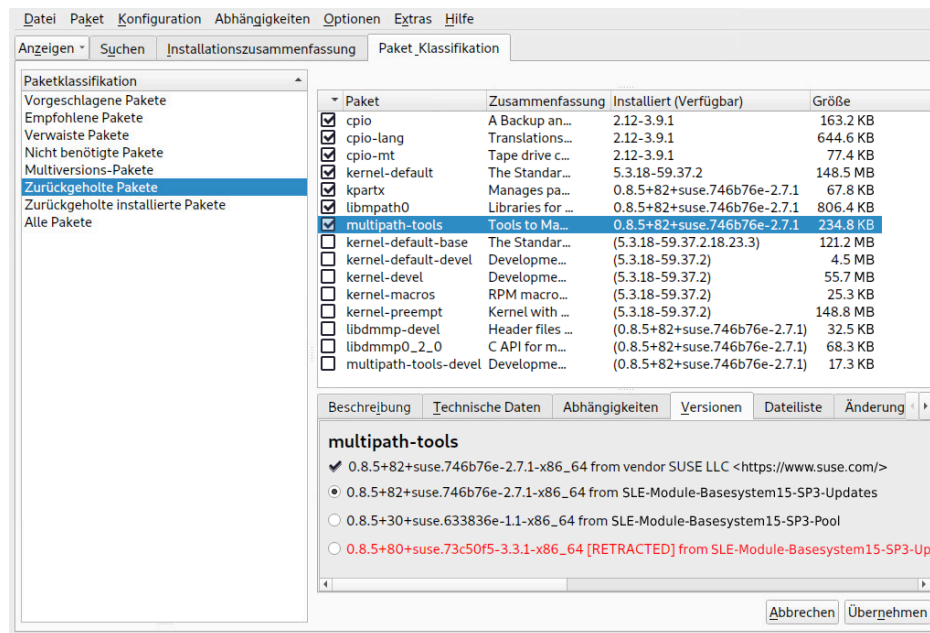 Datei Paket Konfiguration Abhängigkeiten Optionen Extras Hilfe
Anzeigen Suchen Installationszusammenfassung Paket_Klassifikation
Paketklassifikation
Vorgeschlagene Pakete
Empfohlene Pakete
Verwaiste Pakete
Nicht benötigte Pakete
Multiversions-Pakete
Zurückgeholte Pakete
Zurückgeholte installierte Pakete
Alle Pakete
Paket Zusammenfassung Installiert (Verfügbar) Größe
cpio A Backup an... 2.12-3.9.1 163.2 KB
cpio-lang Translations... 2.12-3.9.1 644.6 KB
cpio-mt Tape drive c... 2.12-3.9.1 77.4 KB
kernel-default The Standar... 5.3.18-59.37.2 148.5 MB
kpartx Manages pa... 0.8.5+82+suse.746b76e-2.7.1 67.8 KB
libmpath0 Libraries for ... 0.8.5+82+suse.746b76e-2.7.1 806.4 KB
multipath-tools Tools to Ma... 0.8.5+82+suse.746b76e-2.7.1 234.8 KB
kernel-default-base The Standar... (5.3.18-59.37.2.18.23.3) 121.2 MB
kernel-default-devel Developme... (5.3.18-59.37.2) 4.5 MB
kernel-devel Developme... (5.3.18-59.37.2) 55.7 MB
kernel-macros RPM macro... (5.3.18-59.37.2) 25.3 KB
kernel-preempt Kernel with ... (5.3.18-59.37.2) 148.8 MB
libdmmp-devel Header files ... (0.8.5+82+suse.746b76e-2.7.1) 32.5 KB
libdmmp0_2_0 C API for m... (0.8.5+82+suse.746b76e-2.7.1) 68.3 KB
multipath-tools-devel Developme... (0.8.5+82+suse.746b76e-2.7.1) 17.3 KB
Beschreibung Technische Daten Abhängigkeiten Versionen Dateiliste Änderung
multipath-tools
0.8.5+82+suse.746b76e-2.7.1-x86_64 from vendor SUSE LLC <https://www.suse.com/>
0.8.5+82+suse.746b76e-2.7.1-x86_64 from SLE-Module-Basesystem15-SP3-Updates
0.8.5+30+suse.633836e-1.1-x86_64 from SLE-Module-Basesystem15-SP3-Pool
0.8.5+80+suse.73c50f5-3.3.1-x86_64 [RETRACTED] from SLE-Module-Basesystem15-SP3-Up
Abbrechen Übernehmen